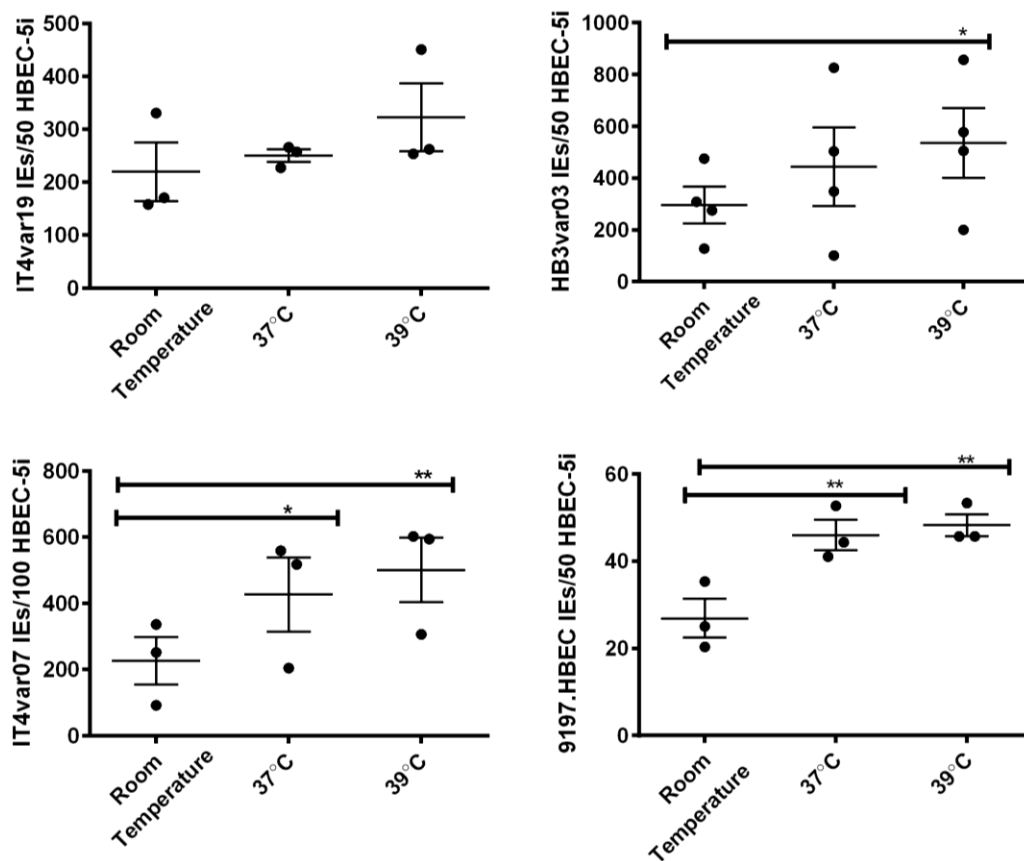 IT4var19 IEs/50 HBEC-5i
500
400
300
200
100
0
Room
Temperature
37°C
39°C
HB3var03 IEs/50 HBEC-5i
1000
800
600
400
200
0
*
Room
Temperature
37°C
39°C
IT4var07 IEs/100 HBEC-5i
800
600
400
200
0
**
*
Room
Temperature
37°C
39°C
9197.HBEC IEs/50 HBEC-5i
60
40
20
0
**
**
Room
Temperature
37°C
39°C